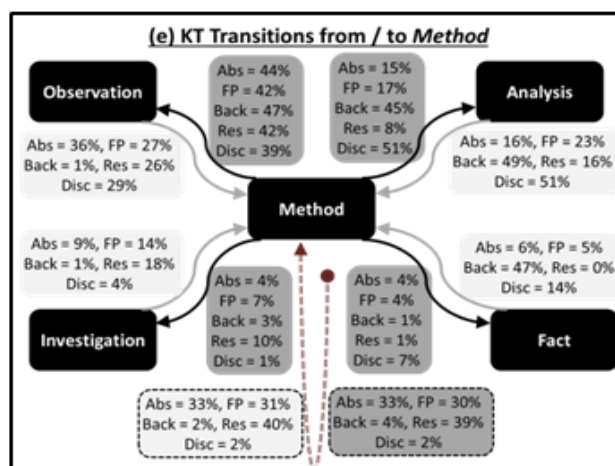 (e) KT Transitions from / to Method
Observation
Abs = 44%
FP = 42%
Back = 47%
Res = 42%
Disc = 39%
Abs = 15%
FP = 17%
Back = 45%
Res = 8%
Disc = 51%
Analysis
Abs = 36%, FP = 27%
Back = 1%, Res = 26%
Disc = 29%
Abs = 16%, FP = 23%
Back = 49%, Res = 16%
Disc = 51%
Method
Abs = 9%, FP = 14%
Back = 1%, Res = 18%
Disc = 4%
Abs = 6%, FP = 5%
Back = 47%, Res = 0%
Disc = 14%
Investigation
Abs = 4%
FP = 7%
Back = 3%
Res = 10%
Disc = 1%
Abs = 4%
FP = 4%
Back = 1%
Res = 1%
Disc = 7%
Fact
Abs = 33%, FP = 31%
Back = 2%, Res = 40%
Disc = 2%
Abs = 33%, FP = 30%
Back = 4%, Res = 39%
Disc = 2%